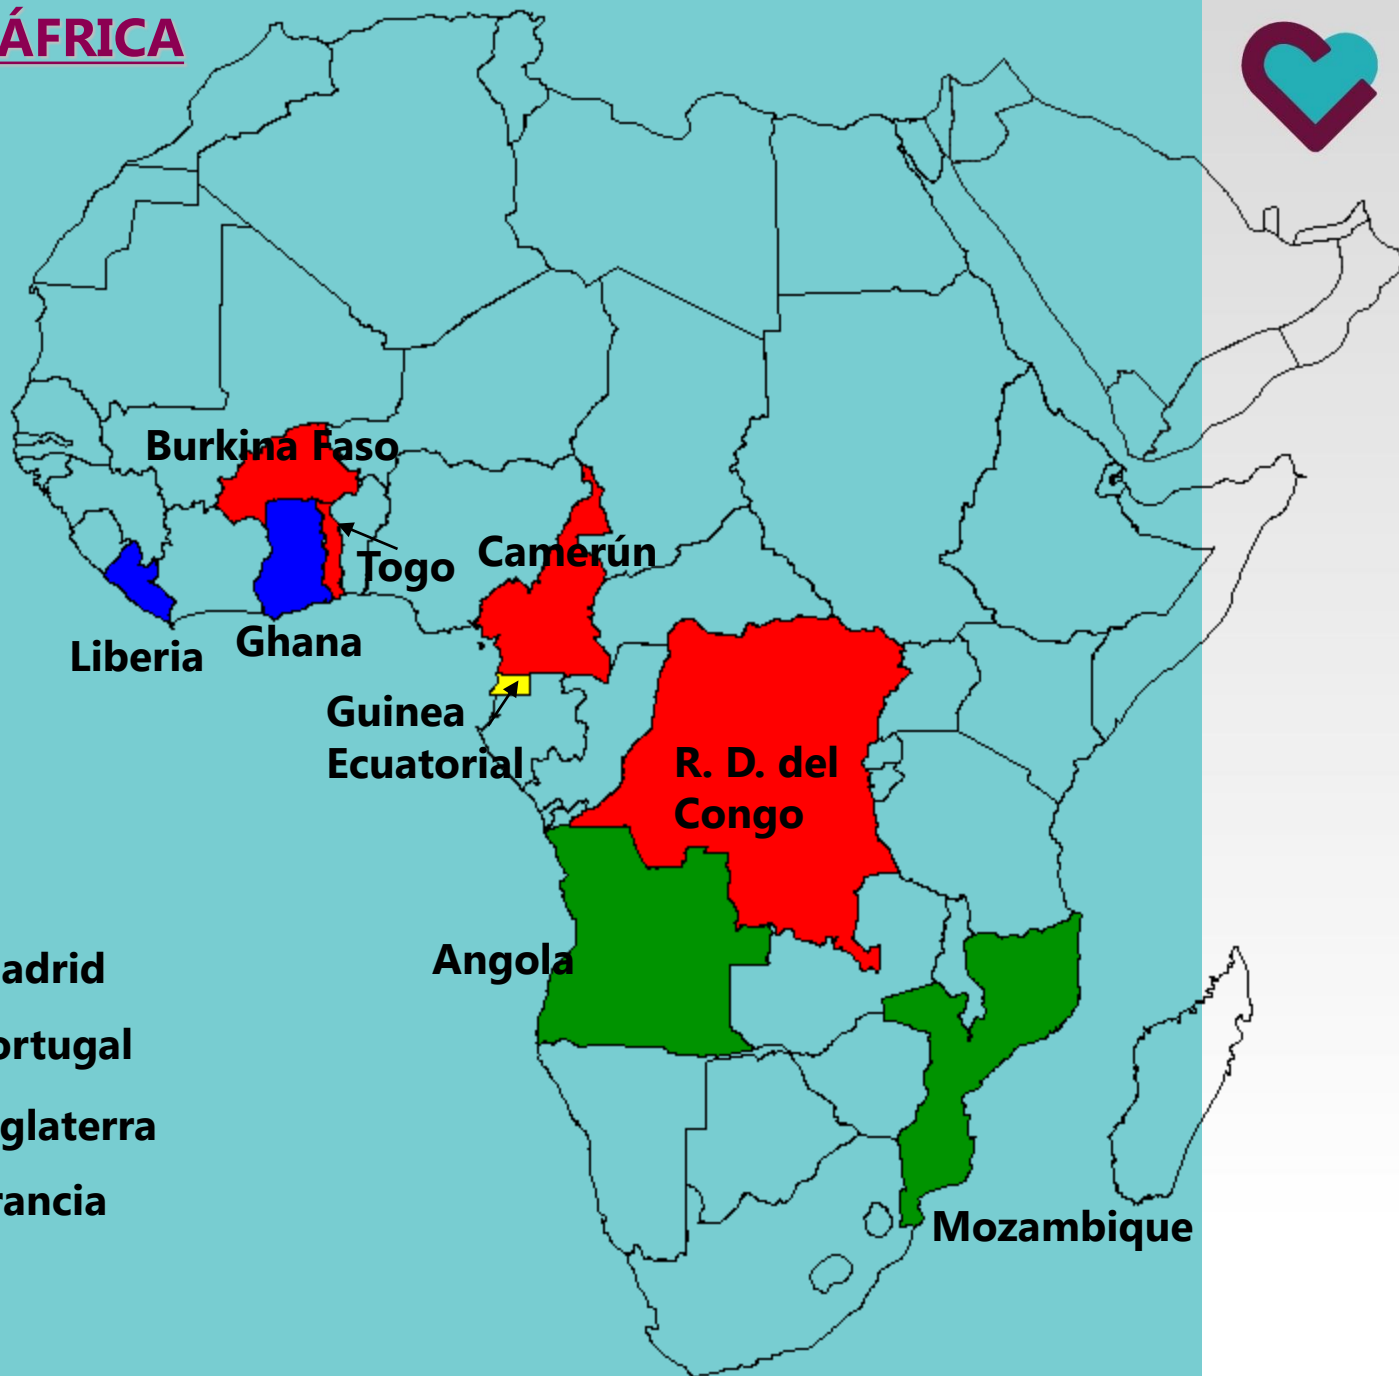 ÁFRICA
Burkina Faso
Togo
Camerún
Liberia
Ghana
Guinea
Ecuatorial
R. D. del
Congo
Angola
adrid
ortugal
glaterra
rancia
Mozambique